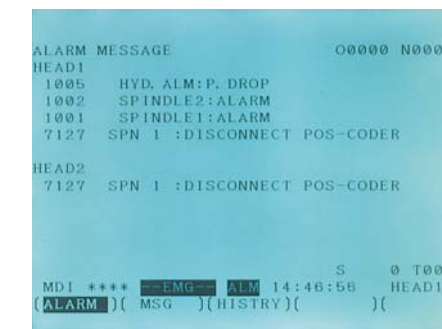 ALARM MESSAGE O0000 N000
HEAD1
1005 HYD. ALM:P. DROP
1002 SPINDLE2:ALARM
1001 SPINDLE1:ALARM
7127 SPN 1 :DISCONNECT POS-CODER
HEAD2
7127 SPN 1 :DISCONNECT POS-CODER
S 0 T00
MDI **** --EMG-- ALM 14:46:56 HEAD1
(ALARM )( MSG )(HISTRY)( )(